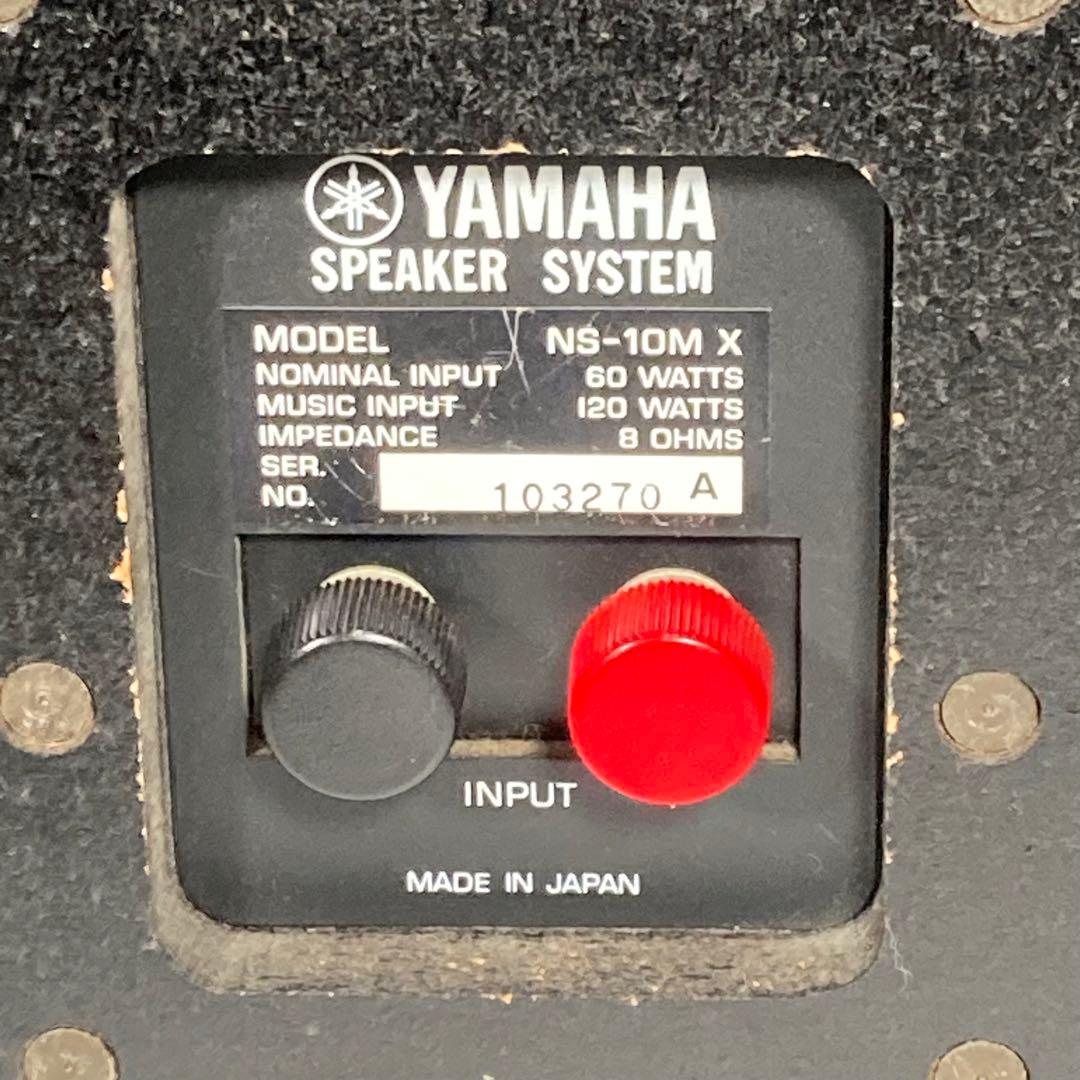 YAMAHA
SPEAKER SYSTEM
MODEL NS-10M X
NOMINAL INPUT 60 WATTS
MUSIC INPUT 120 WATTS
IMPEDANCE 8 OHMS
SER.
NO. 103270 A
INPUT
MADE IN JAPAN